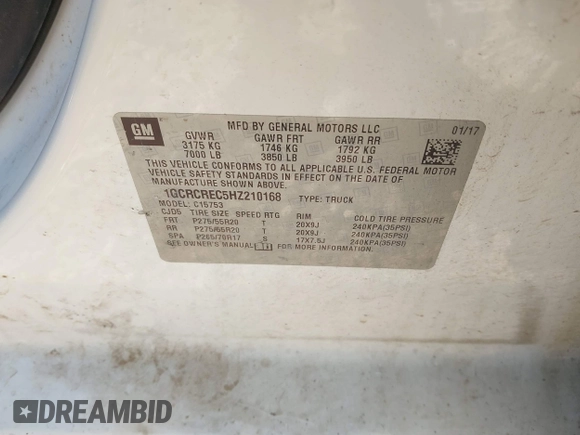 GM
MFD BY GENERAL MOTORS LLC 01/17
GVWR GAWR FRT GAWR RR
3175 KG 1746 KG 1792 KG
7000 LB 3850 LB 3950 LB
THIS VEHICLE CONFORMS TO ALL APPLICABLE U.S. FEDERAL MOTOR
VEHICLE SAFETY STANDARDS IN EFFECT ON THE DATE OF
MANUFACTURE SHOWN ABOVE.
1GCRCREC5HZ210168 TYPE: TRUCK
MODEL: C15753
CJD5 TIRE SIZE SPEED RTG RIM COLD TIRE PRESSURE
FRT P275/55R20 T 20X9J 240KPA(35PSI)
RR P275/55R20 T 20X9J 240KPA(35PSI)
SPA P265/70R17 S 17X7.5J 240KPA(35PSI)
SEE OWNER'S MANUAL FOR MORE INFORMATION
DREAMBID